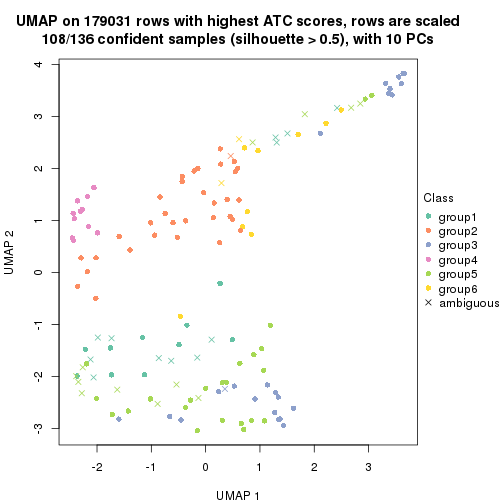 UMAP on 179031 rows with highest ATC scores, rows are scaled
108/136 confident samples (silhouette > 0.5), with 10 PCs
4
3
2
1
0
-1
-2
-3
UMAP 2
-2
-1
0
1
2
3
UMAP 1
Class
group1
group2
group3
group4
group5
group6
ambiguous